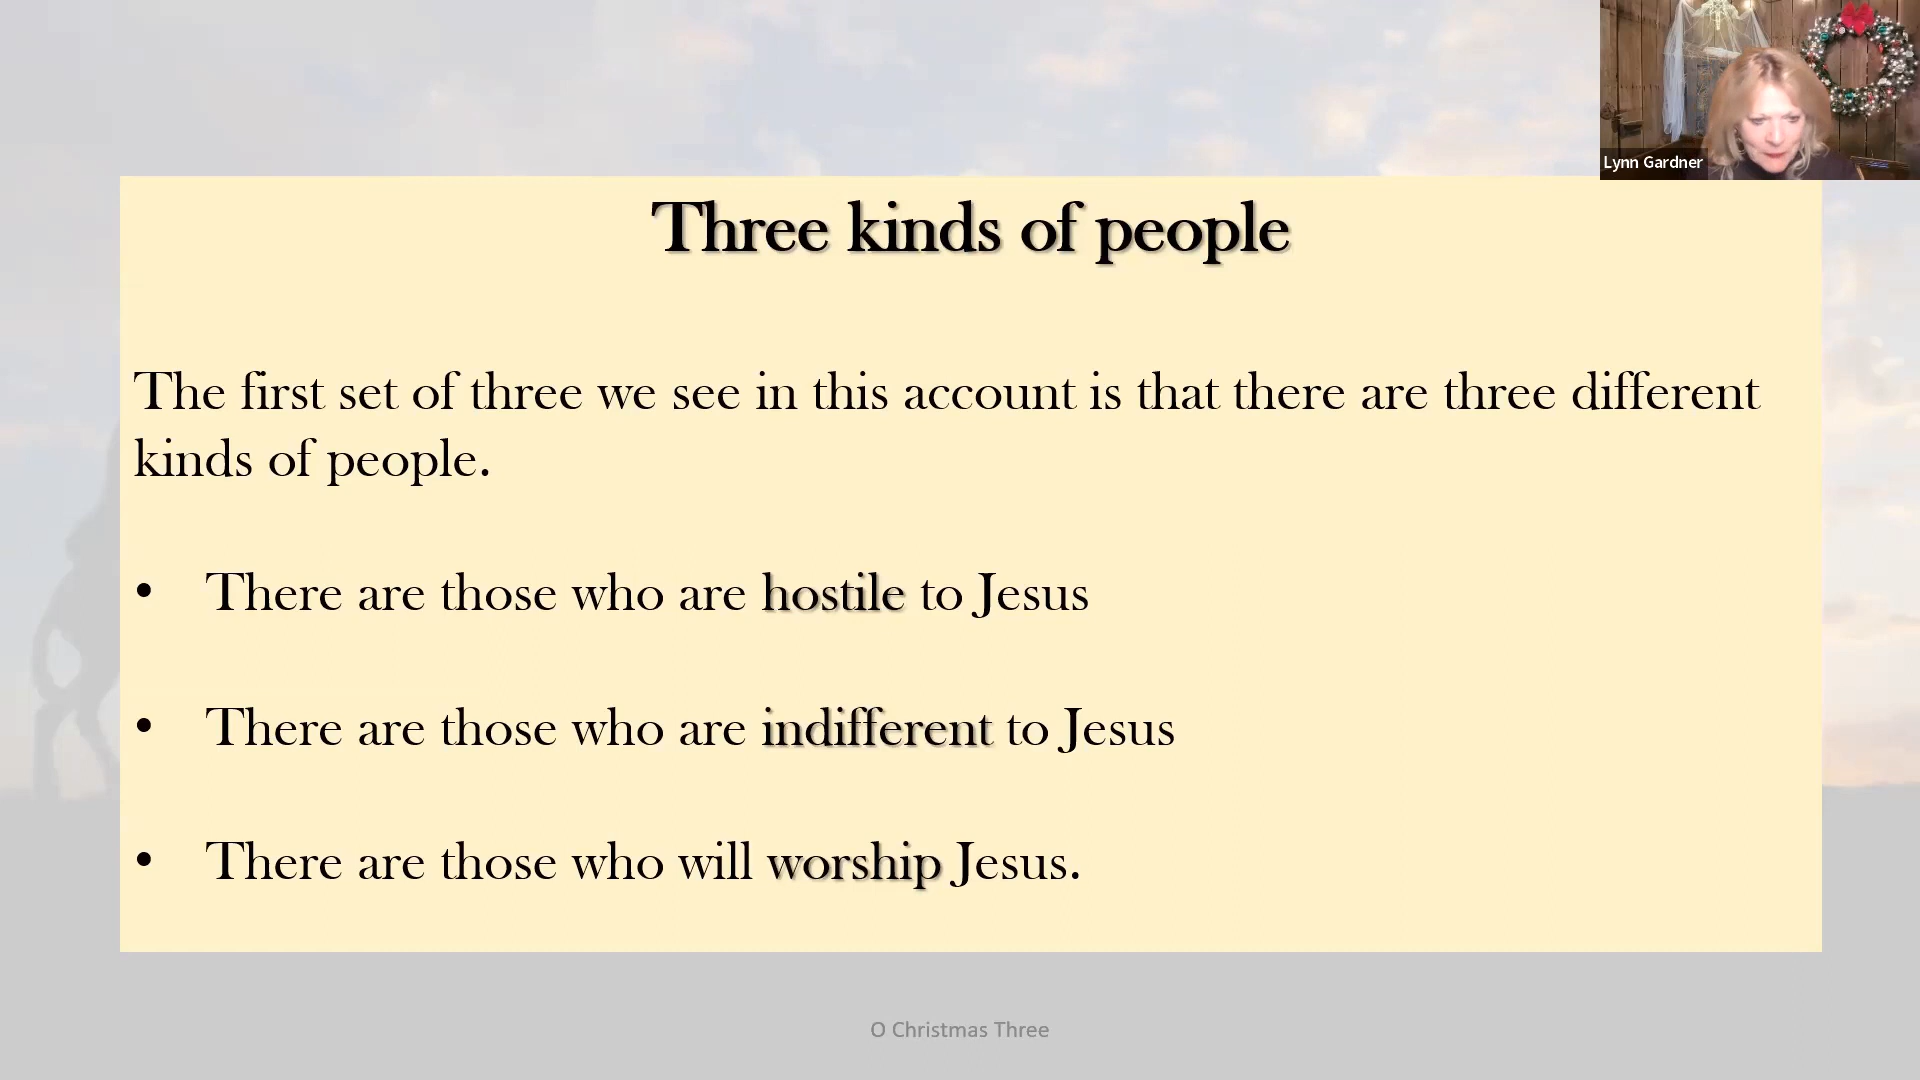 Lynn Gardner
Three kinds of people
The first set of three we see in this account is that there are three different
kinds of people.
• There are those who are hostile to Jesus
• There are those who are indifferent to Jesus
• There are those who will worship Jesus.
O Christmas Three